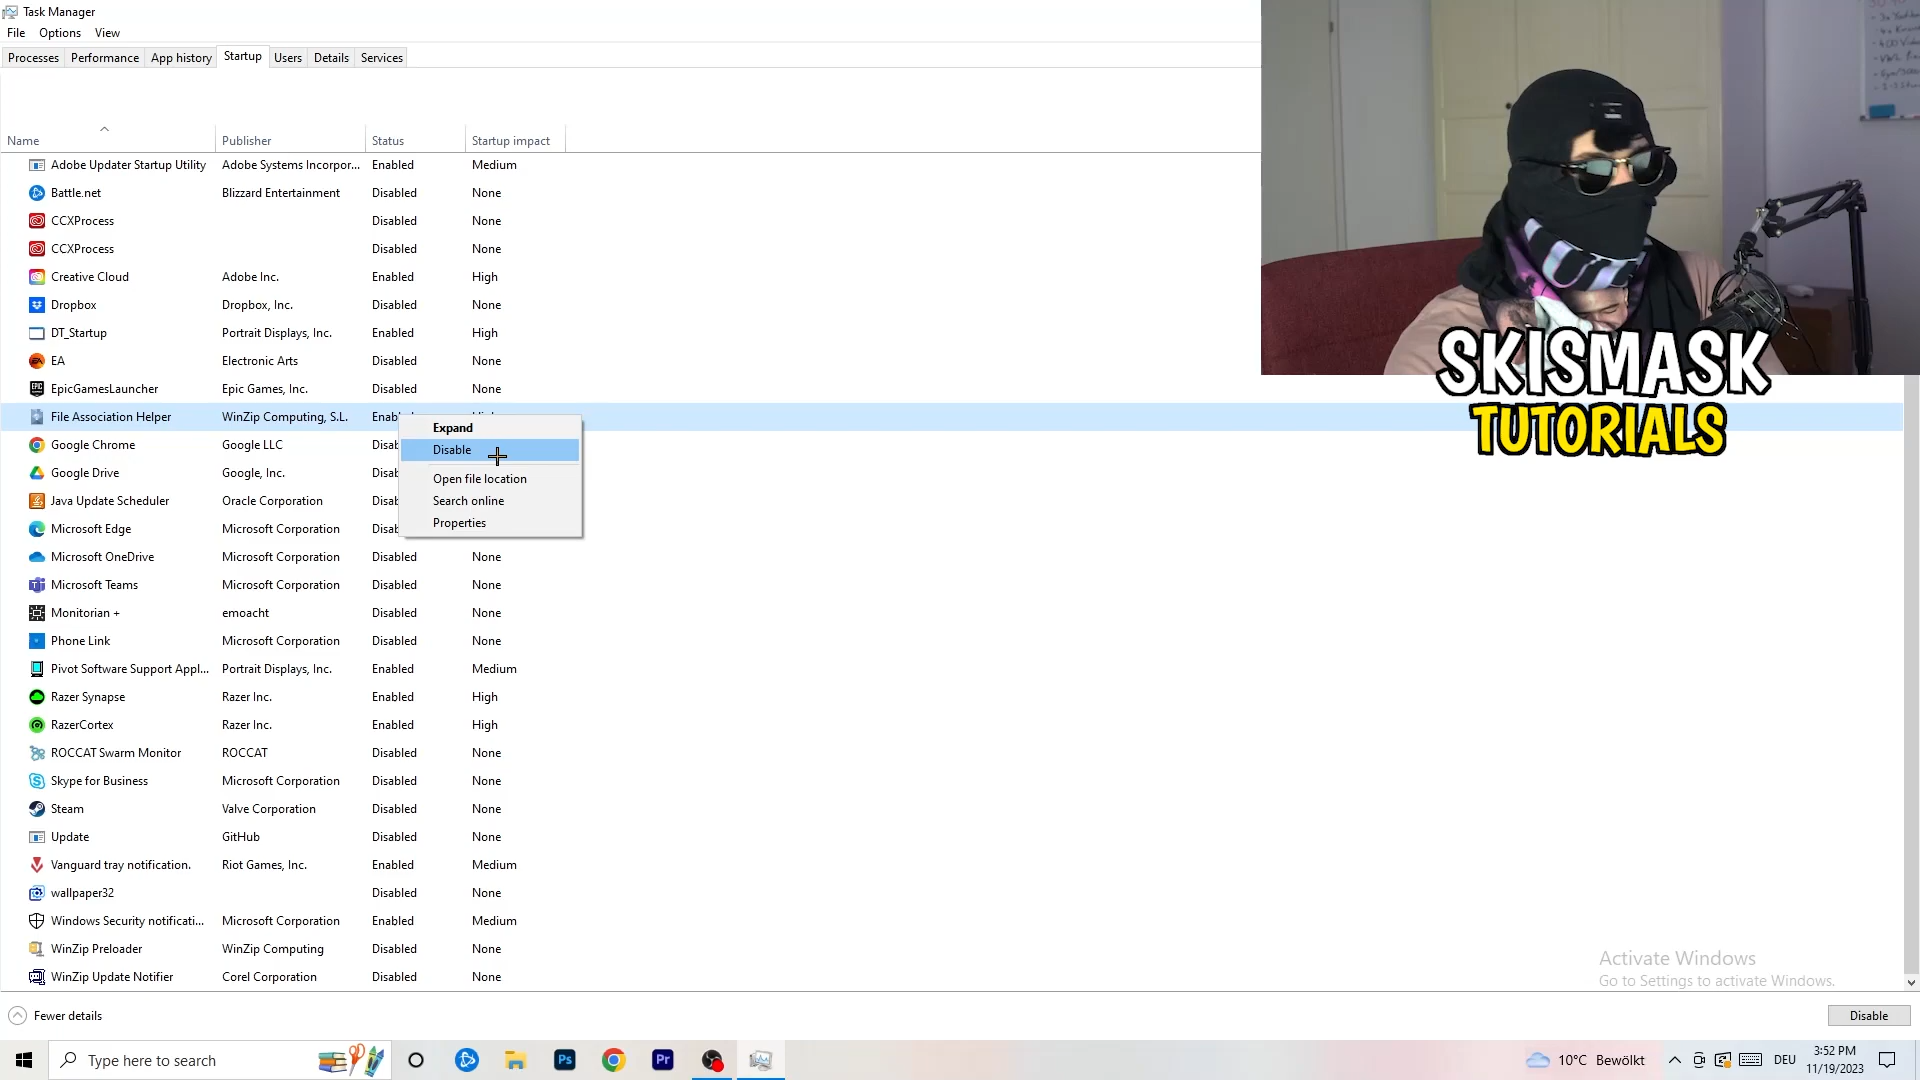 Task Manager
File Options View
Processes Performance App history Startup Users Details Services
Name Publisher Status Startup impact
Adobe Updater Startup Utility Adobe Systems Incorpor... Enabled Medium
Battle.net Blizzard Entertainment Disabled None
CCXProcess Disabled None
CCXProcess Disabled None
Creative Cloud Adobe Inc. Enabled High
Dropbox Dropbox, Inc. Disabled None
DT_Startup Portrait Displays, Inc. Enabled High
EA Electronic Arts Disabled None
EpicGamesLauncher Epic Games, Inc. Disabled None
File Association Helper WinZip Computing, S.L.
Google Chrome Google LLC
Google Drive Google, Inc.
Java Update Scheduler Oracle Corporation
Microsoft Edge Microsoft Corporation
Expand
Disable
Open file location
Search online
Properties
Microsoft OneDrive Microsoft Corporation Disabled None
Microsoft Teams Microsoft Corporation Disabled None
Monitorian + emoacht Disabled None
Phone Link Microsoft Corporation Disabled None
Pivot Software Support Appl... Portrait Displays, Inc. Enabled Medium
Razer Synapse Razer Inc. Enabled High
RazerCortex Razer Inc. Enabled High
ROCCAT Swarm Monitor ROCCAT Disabled None
Skype for Business Microsoft Corporation Disabled None
Steam Valve Corporation Disabled None
Update GitHub Disabled None
Vanguard tray notification. Riot Games, Inc. Enabled Medium
wallpaper32 Disabled None
Windows Security notificati... Microsoft Corporation Enabled Medium
WinZip Preloader WinZip Computing Disabled None
WinZip Update Notifier Corel Corporation Disabled None
SKISMASK
TUTORIALS
Activate Windows
Go to Settings to activate Windows.
Fewer details
Disable
Type here to search
Ps
Pr
10°C Bewölkt
DEU
3:52 PM
11/19/2023